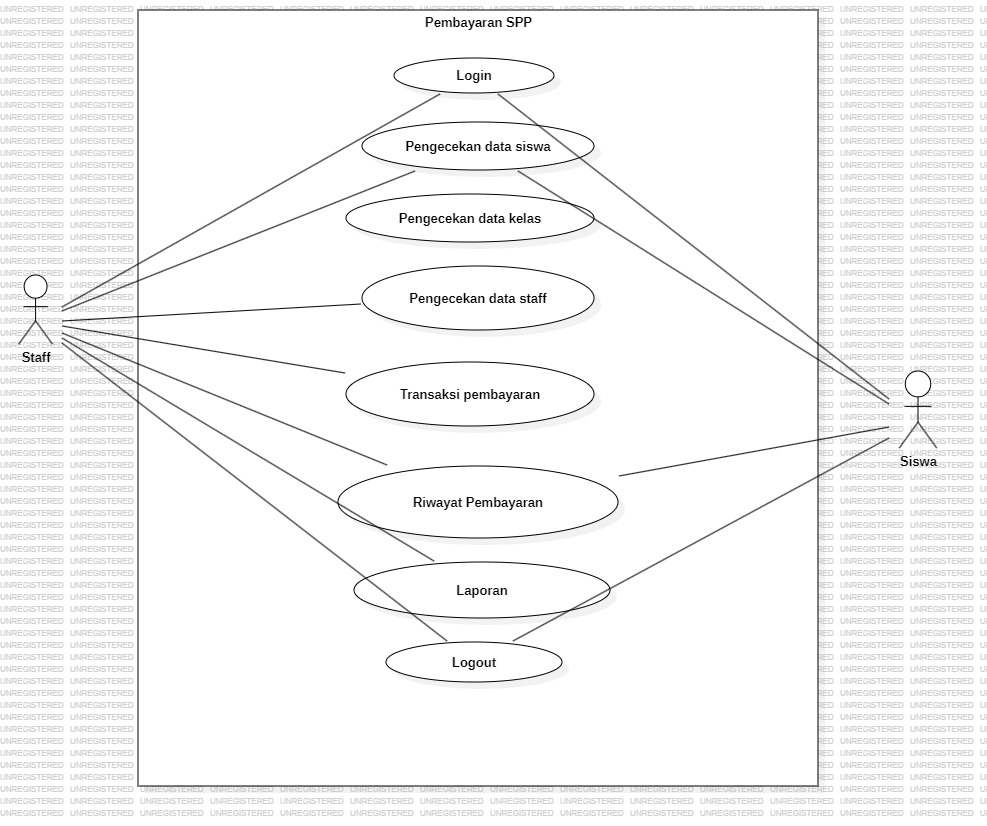 Pembayaran SPP
Login
Pengecekan data siswa
Pengecekan data kelas
Pengecekan data staff
Staff
Transaksi pembayaran
Siswa
Riwayat Pembayaran
Laporan
Logout
UNREGISTERED